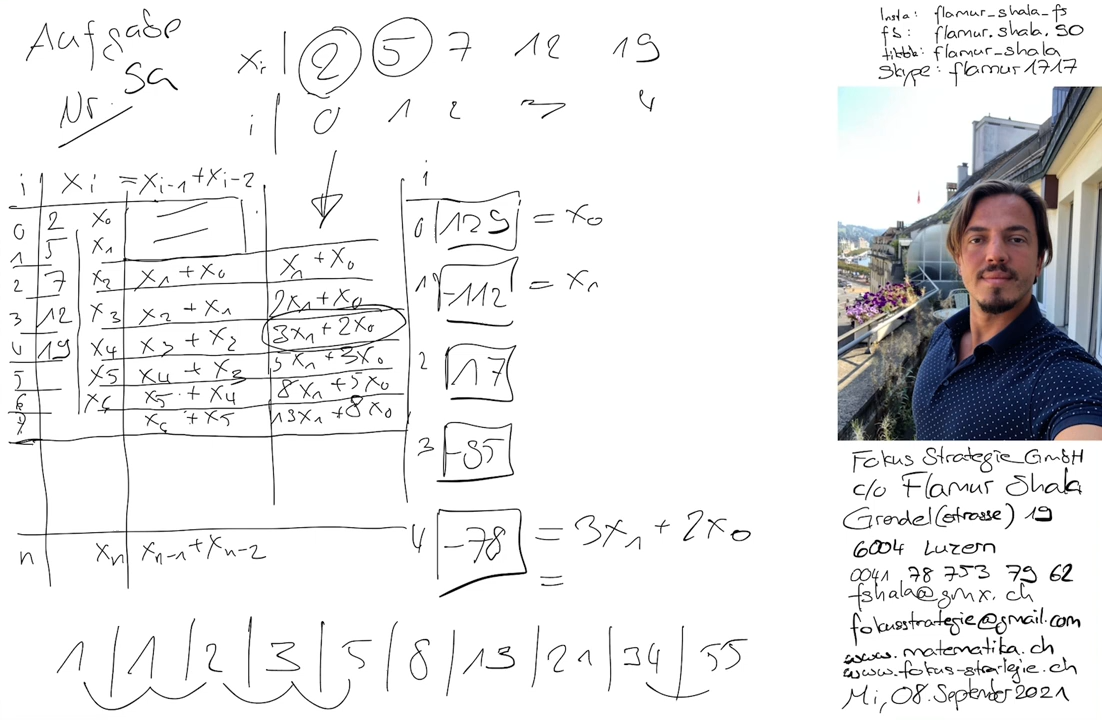 Aufgabe
Nr. 5a
xi | 2 5 7 12 19
i | 0 1 2 3 4
i | xi = xi-1 + xi-2
0 2 x0
1 5 x1
2 7 x2 x1 + x0 x1 + x0
3 12 x3 x2 + x1 2x1 + x0
4 19 x4 x3 + x2 3x1 + 2x0
5 x5 x4 + x3 5x1 + 3x0
6 x6 x5 + x4 8x1 + 5x0
7 x6 + x5 13x1 + 8x0
n xn xn-1 + xn-2
i
0 129 = x0
1 -112 = x1
2 17
3 -95
4 -78 = 3x1 + 2x0
=
1 | 1 | 2 | 3 | 5 | 8 | 13 | 21 | 34 | 55
Insta: flamur_shala_fs
fb: flamur.shala.90
tiktok: flamur_shala
Skype: flamur1717
Fokus Strategie GmbH
c/o Flamur Shala
Grendel(strasse) 19
6004 Luzern
0041 78 753 79 62
fshala@gmx.ch
fokusstrategie@gmail.com
www.matematika.ch
www.fokus-strategie.ch
Mi, 08. September 2021